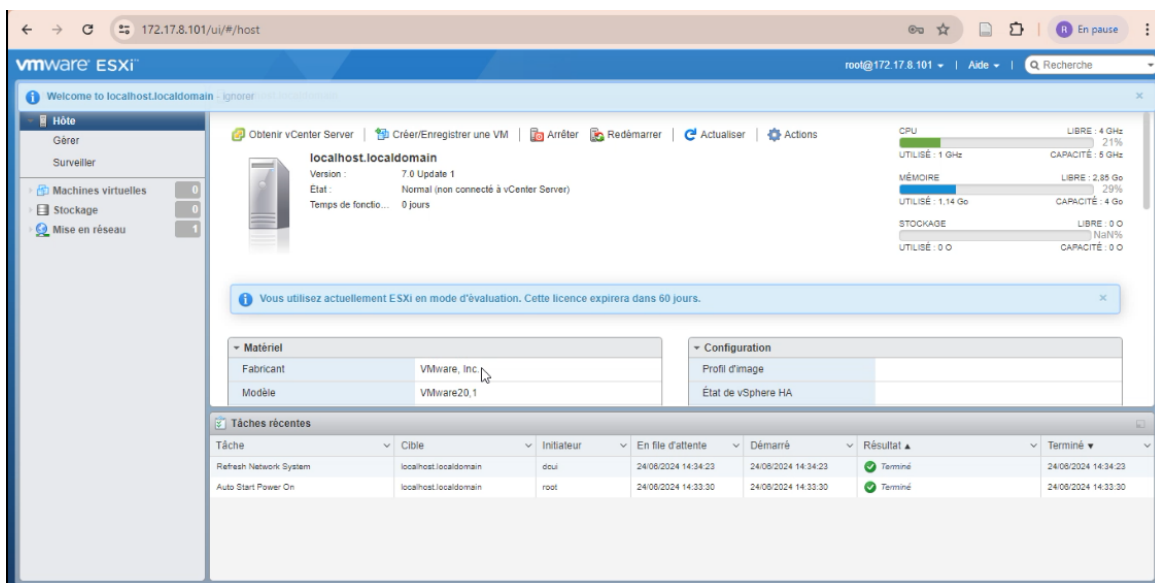 172.17.8.101/ui/#/host
R En pause
vmware ESXi™
root@172.17.8.101 | Aide | Recherche
Welcome to localhost.localdomain - Ignorer
Hôte
Gérer
Surveiller
Machines virtuelles 0
Stockage 0
Mise en réseau 1
Obtenir vCenter Server | Créer/Enregistrer une VM | Arrêter Redémarrer | Actualiser | Actions
localhost.localdomain
Version : 7.0 Update 1
État : Normal (non connecté à vCenter Server)
Temps de fonctio... 0 jours
CPU LIBRE : 4 GHz
21%
UTILISÉ : 1 GHz CAPACITÉ : 5 GHz
MÉMOIRE LIBRE : 2,85 Go
29%
UTILISÉ : 1,14 Go CAPACITÉ : 4 Go
STOCKAGE LIBRE : 0 O
NaN%
UTILISÉ : 0 O CAPACITÉ : 0 O
Vous utilisez actuellement ESXi en mode d'évaluation. Cette licence expirera dans 60 jours.
Matériel
Fabricant VMware, Inc.
Modèle VMware20,1
Configuration
Profil d'image
État de vSphere HA
Tâches récentes
Tâche Cible Initiateur En file d'attente Démarré Résultat Terminé
Refresh Network System localhost.localdomain dcui 24/06/2024 14:34:23 24/06/2024 14:34:23 Terminé 24/06/2024 14:34:23
Auto Start Power On localhost.localdomain root 24/06/2024 14:33:30 24/06/2024 14:33:30 Terminé 24/06/2024 14:33:30